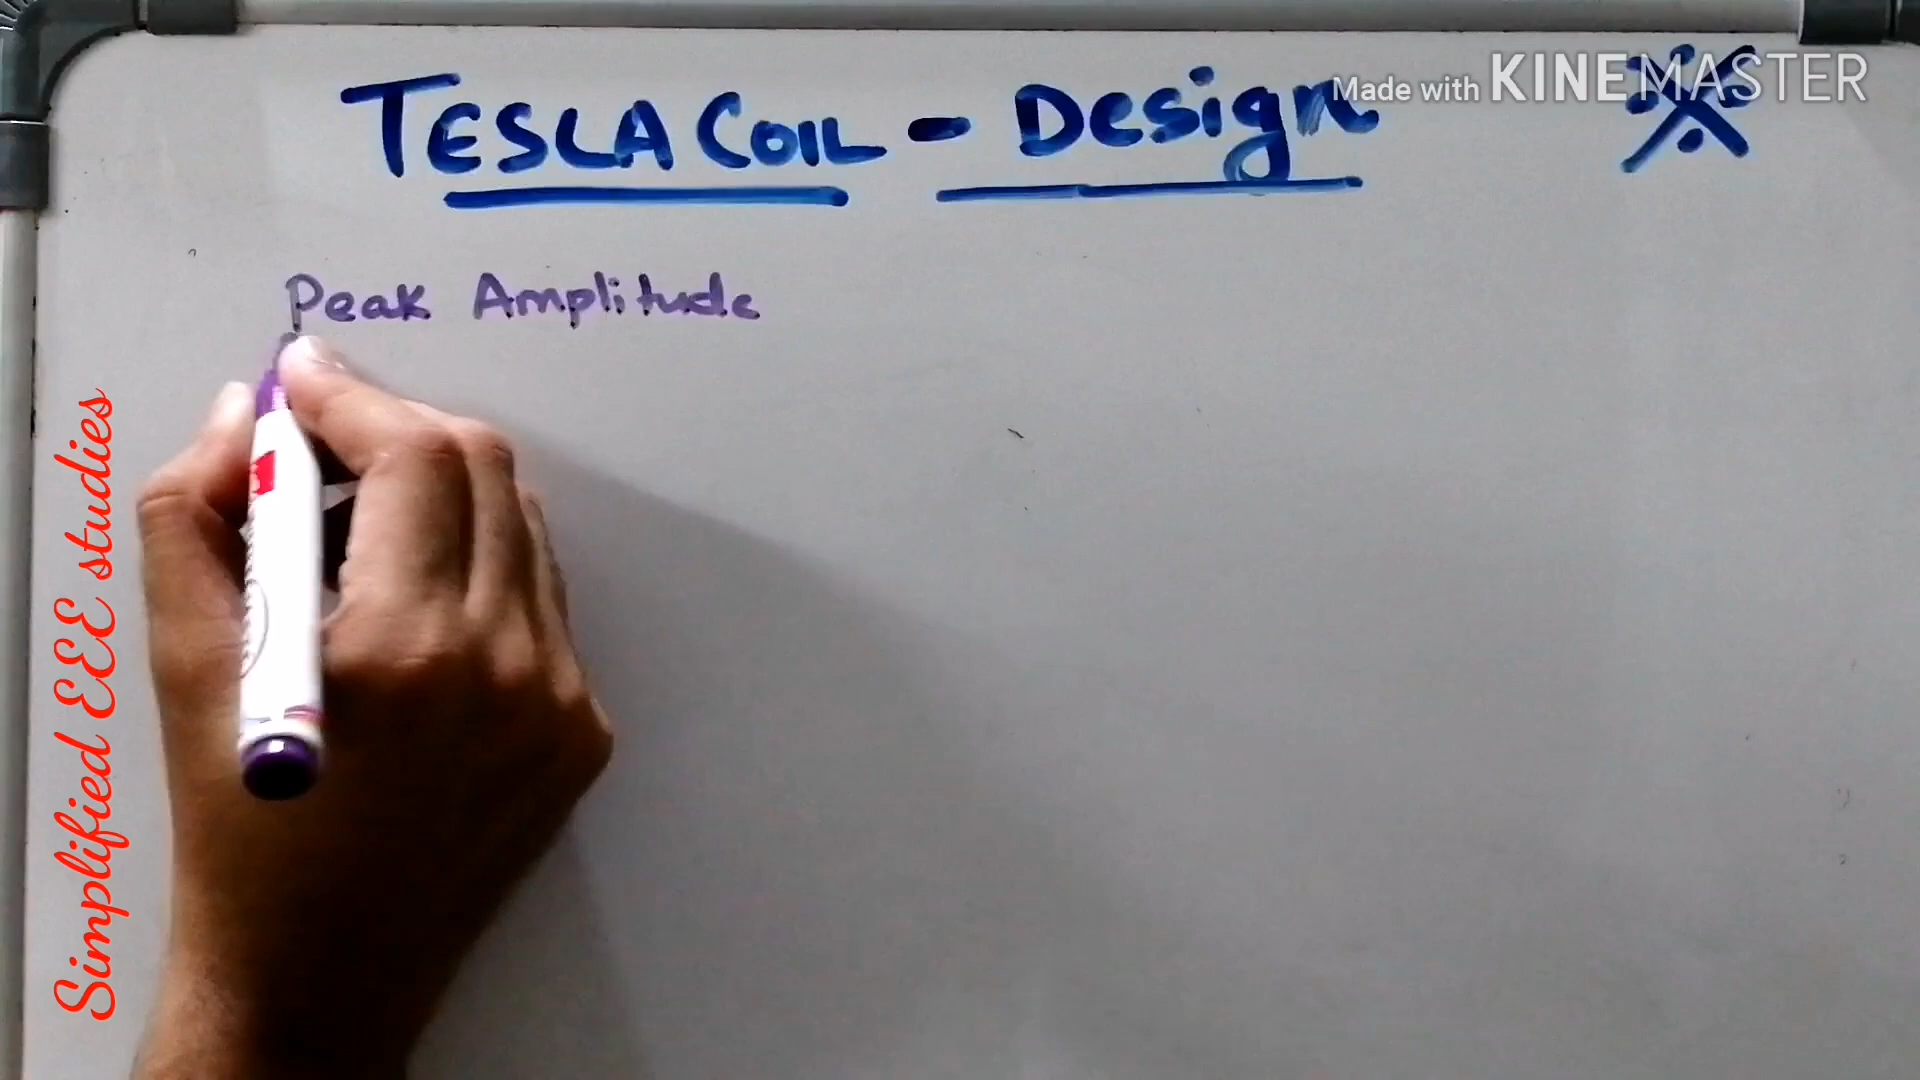 TESLA COIL - Design
Made with KINEMASTER
Peak Amplitude
Simplified EEE studies